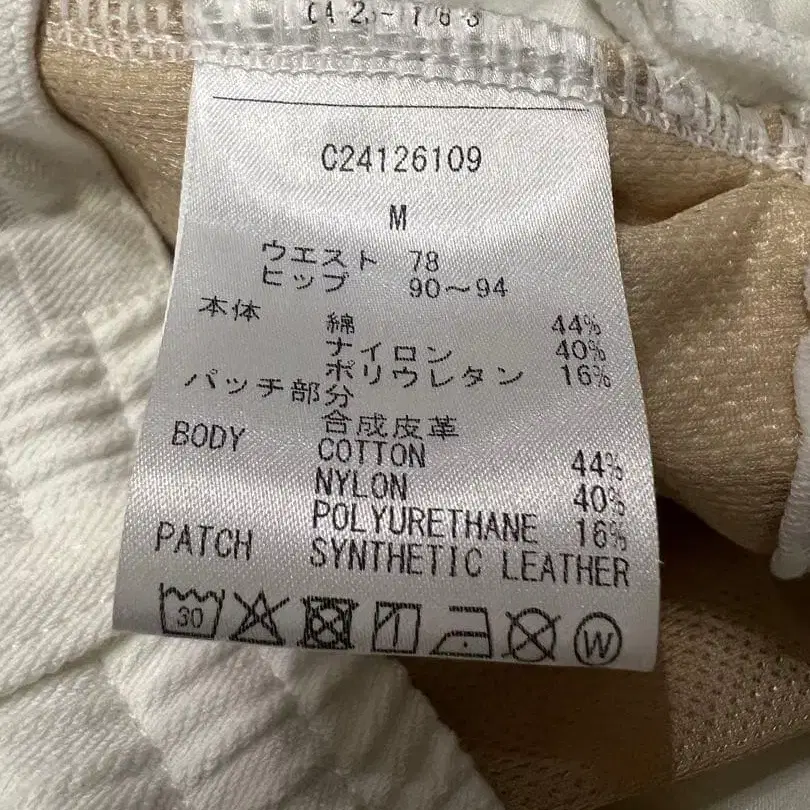 C24126109
M
ウエスト 78
ヒップ 90～94
本体 綿 44%
ナイロン 40%
ポリウレタン 16%
パッチ部分
合成皮革
BODY COTTON 44%
NYLON 40%
POLYURETHANE 16%
PATCH SYNTHETIC LEATHER
30
W